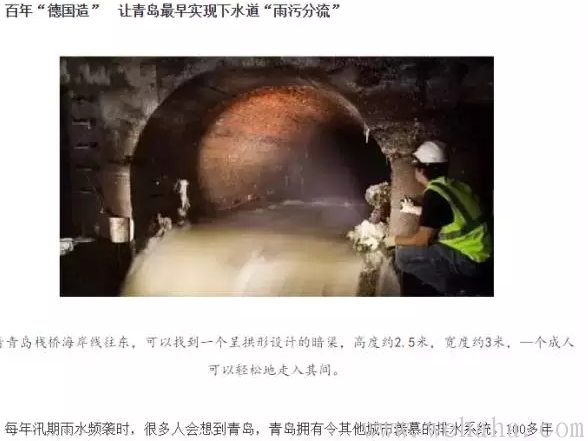 百年“德国造”　让青岛最早实现下水道“雨污分流”
青岛栈桥海岸线往东，可以找到一个呈拱形设计的暗渠，高度约2.5米，宽度约3米，一个成人
可以轻松地走入其间。
每年汛期雨水频袭时，很多人会想到青岛，青岛拥有令其他城市羡慕的排水系统。100多年